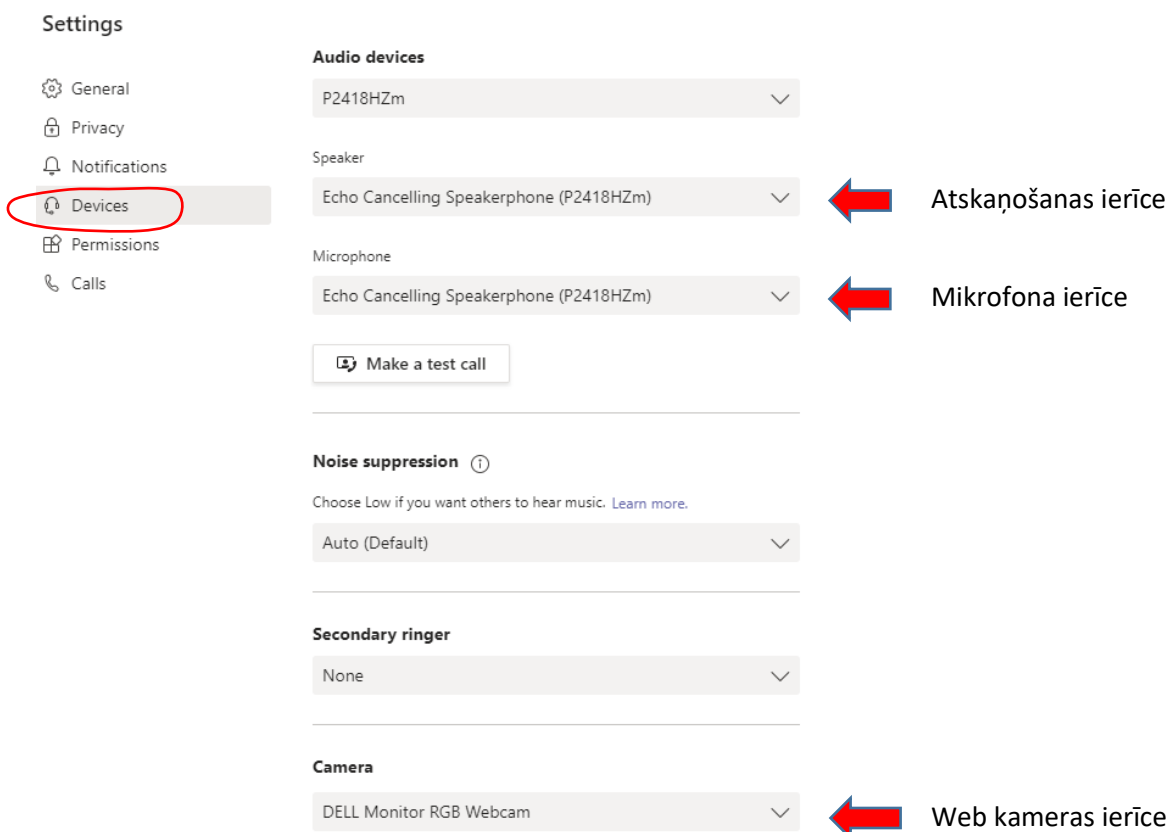 Settings
General
Privacy
Notifications
Devices
Permissions
Calls
Audio devices
P2418HZm
Speaker
Echo Cancelling Speakerphone (P2418HZm)
Atskaņošanas ierīce
Microphone
Echo Cancelling Speakerphone (P2418HZm)
Mikrofona ierīce
Make a test call
Noise suppression
Choose Low if you want others to hear music. Learn more.
Auto (Default)
Secondary ringer
None
Camera
DELL Monitor RGB Webcam
Web kameras ierīce